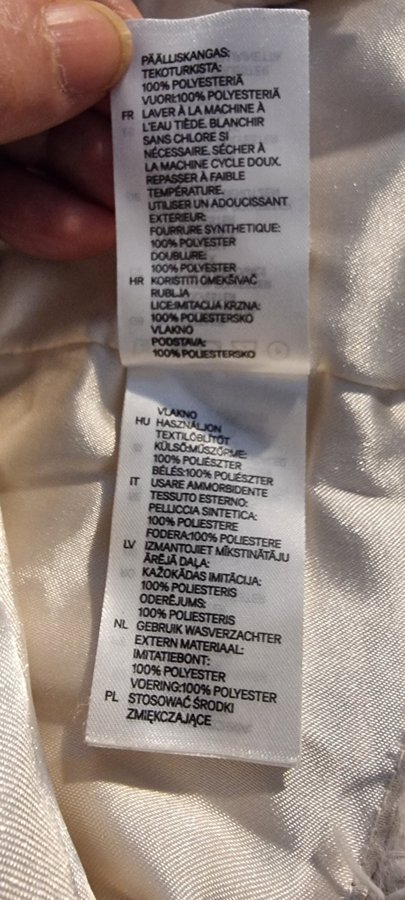 PÄÄLLISKANGAS:
TEKOTURKISTA:
100% POLYESTERIÄ
VUORI:100% POLYESTERIÄ
FR LAVER À LA MACHINE À
L'EAU TIÈDE. BLANCHIR
SANS CHLORE SI
NÉCESSAIRE. SÉCHER À
LA MACHINE CYCLE DOUX.
REPASSER À FAIBLE
TEMPÉRATURE.
UTILISER UN ADOUCISSANT
EXTERIEUR:
FOURRURE SYNTHETIQUE:
100% POLYESTER
DOUBLURE:
100% POLYESTER
HR KORISTITI OMEKŠIVAČ
RUBLJA
LICE:IMITACIJA KRZNA:
100% POLIESTERSKO
VLAKNO
PODSTAVA:
100% POLIESTERSKO
VLAKNO
HU HASZNÁLJON
TEXTILÖBLÍTŐT
KÜLSŐ:MŰSZŐRME:
100% POLIÉSZTER
BÉLÉS:100% POLIÉSZTER
IT USARE AMMORBIDENTE
TESSUTO ESTERNO:
PELLICCIA SINTETICA:
100% POLIESTERE
FODERA:100% POLIESTERE
LV IZMANTOJIET MĪKSTINĀTĀJU
ĀRĒJĀ DAĻA:
KAŽOKĀDAS IMITĀCIJA:
100% POLIESTERIS
ODERĒJUMS:
100% POLIESTERIS
NL GEBRUIK WASVERZACHTER
EXTERN MATERIAAL:
IMITATIEBONT:
100% POLYESTER
VOERING:100% POLYESTER
PL STOSOWAĆ ŚRODKI
ZMIĘKCZAJĄCE